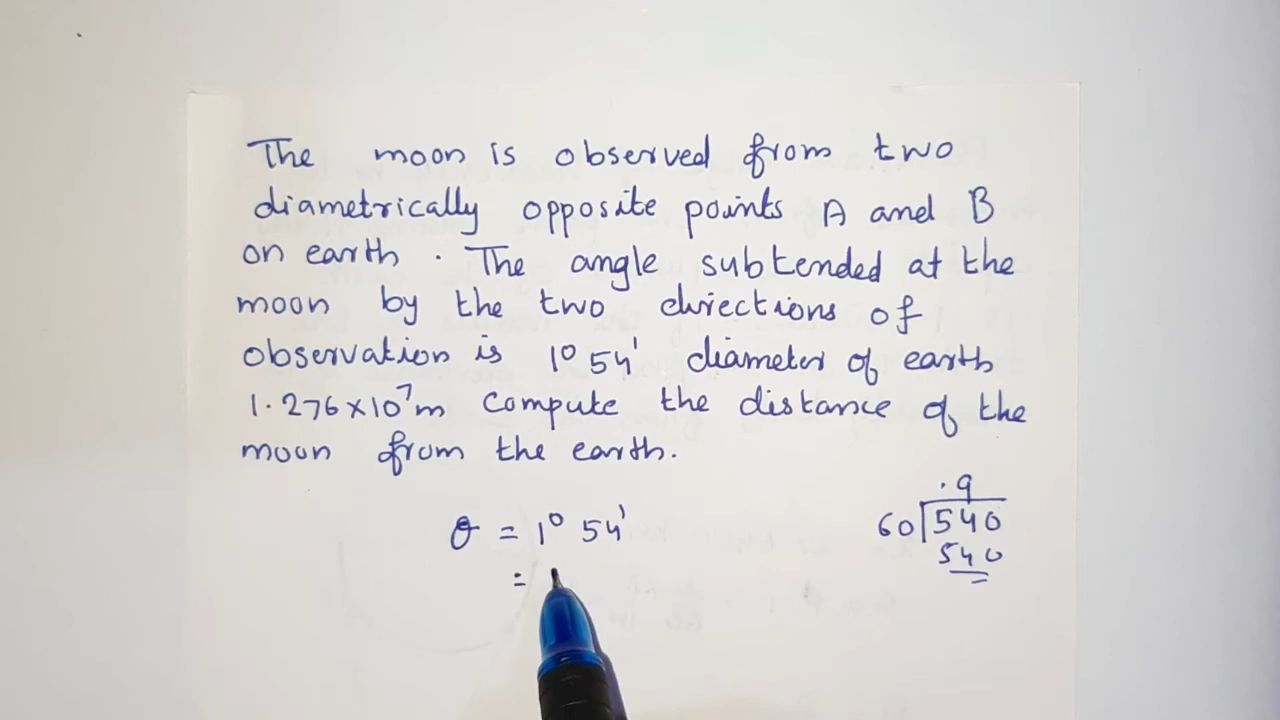 The moon is observed from two
diametrically opposite points A and B
on earth. The angle subtended at the
moon by the two directions of
observation is 1° 54' diameter of earth
1.276×10⁷m compute the distance of the
moon from the earth.
θ = 1° 54'
=
.9
60 540
540